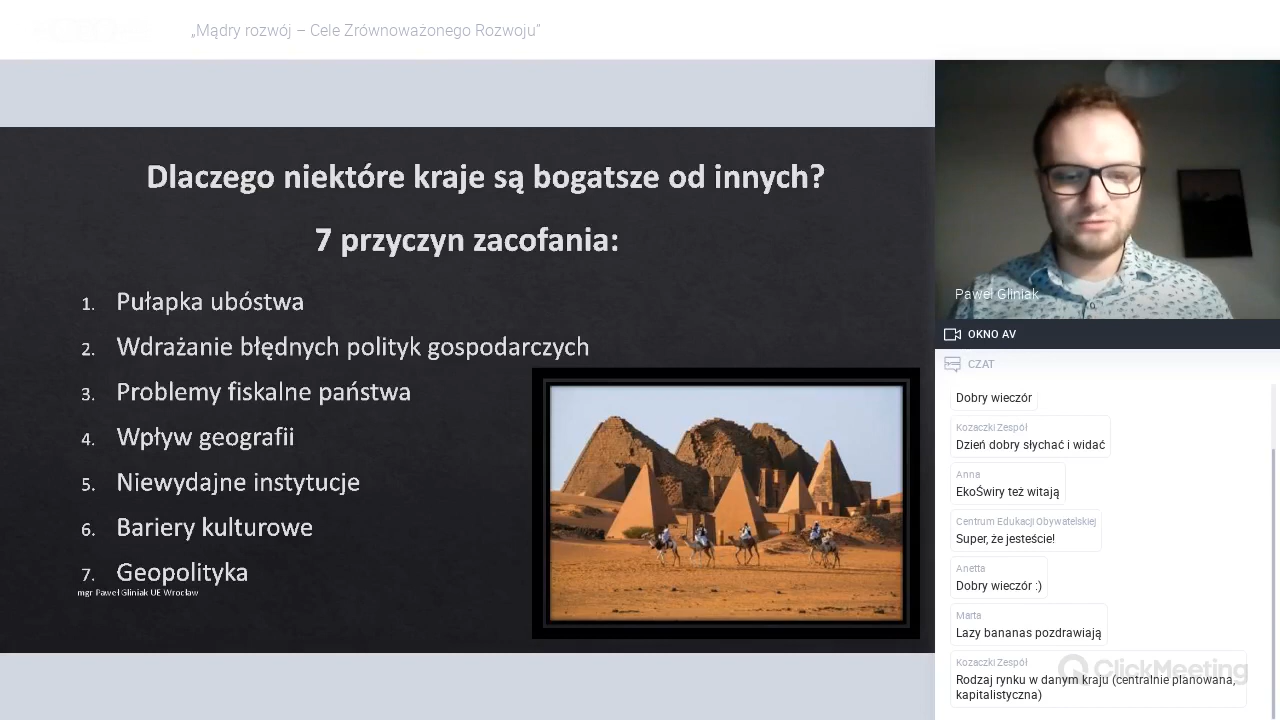 „Mądry rozwój – Cele Zrównoważonego Rozwoju”
Dlaczego niektóre kraje są bogatsze od innych?
7 przyczyn zacofania:
1. Pułapka ubóstwa
2. Wdrażanie błędnych polityk gospodarczych
3. Problemy fiskalne państwa
4. Wpływ geografii
5. Niewydajne instytucje
6. Bariery kulturowe
7. Geopolityka
mgr Paweł Gliniak UE Wrocław
Paweł Gliniak
OKNO AV
CZAT
Dobry wieczór
Kozaczki Zespół
Dzień dobry słychać i widać
Anna
EkoŚwiry też witają
Centrum Edukacji Obywatelskiej
Super, że jesteście!
Anetta
Dobry wieczór :)
Marta
Lazy bananas pozdrawiają
Kozaczki Zespół
Rodzaj rynku w danym kraju (centralnie planowana,
kapitalistyczna)
ClickMeeting